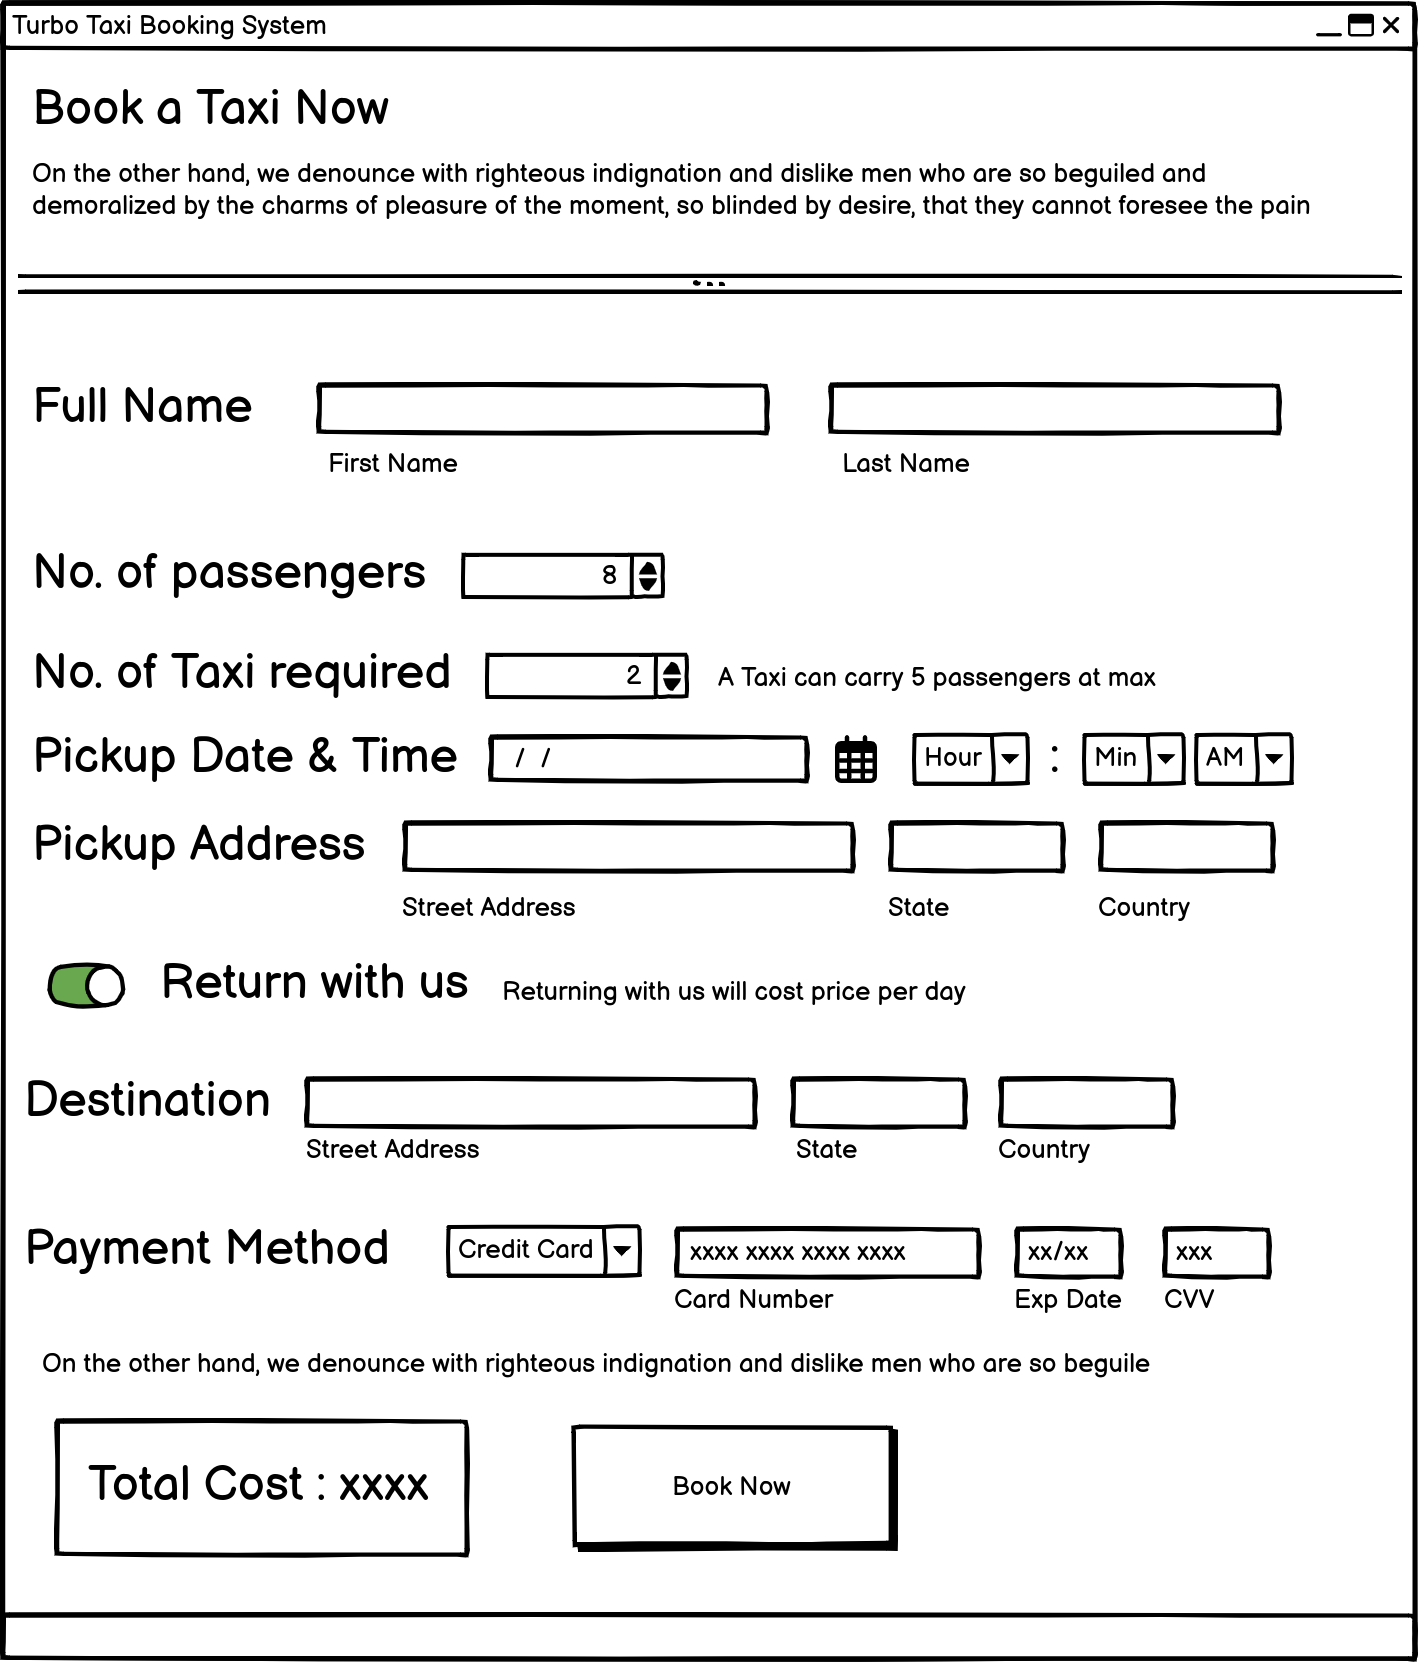 Turbo Taxi Booking System
Book a Taxi Now
On the other hand, we denounce with righteous indignation and dislike men who are so beguiled and
demoralized by the charms of pleasure of the moment, so blinded by desire, that they cannot foresee the pain
Full Name
First Name Last Name
No. of passengers 8
No. of Taxi required 2 A Taxi can carry 5 passengers at max
Pickup Date & Time / / Hour : Min AM
Pickup Address
Street Address State Country
Return with us Returning with us will cost price per day
Destination
Street Address State Country
Payment Method Credit Card xxxx xxxx xxxx xxxx xx/xx xxx
Card Number Exp Date CVV
On the other hand, we denounce with righteous indignation and dislike men who are so beguile
Total Cost : xxxx Book Now